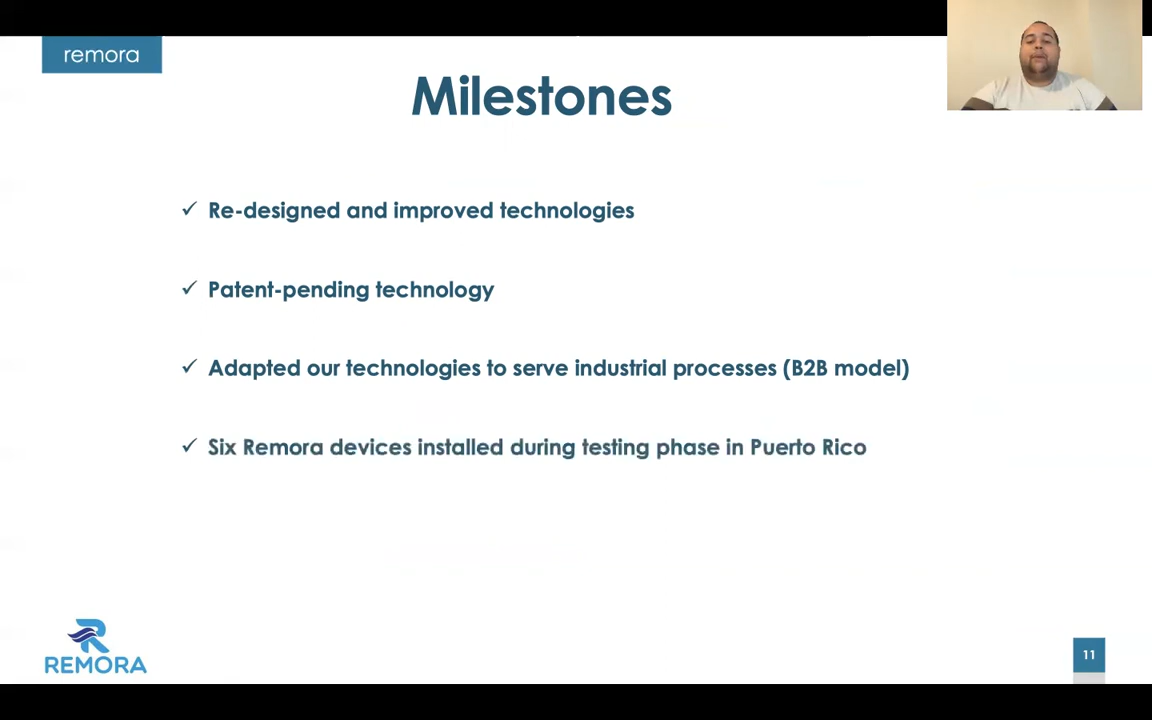 remora
Milestones
✓ Re-designed and improved technologies
✓ Patent-pending technology
✓ Adapted our technologies to serve industrial processes (B2B model)
✓ Six Remora devices installed during testing phase in Puerto Rico
REMORA
11